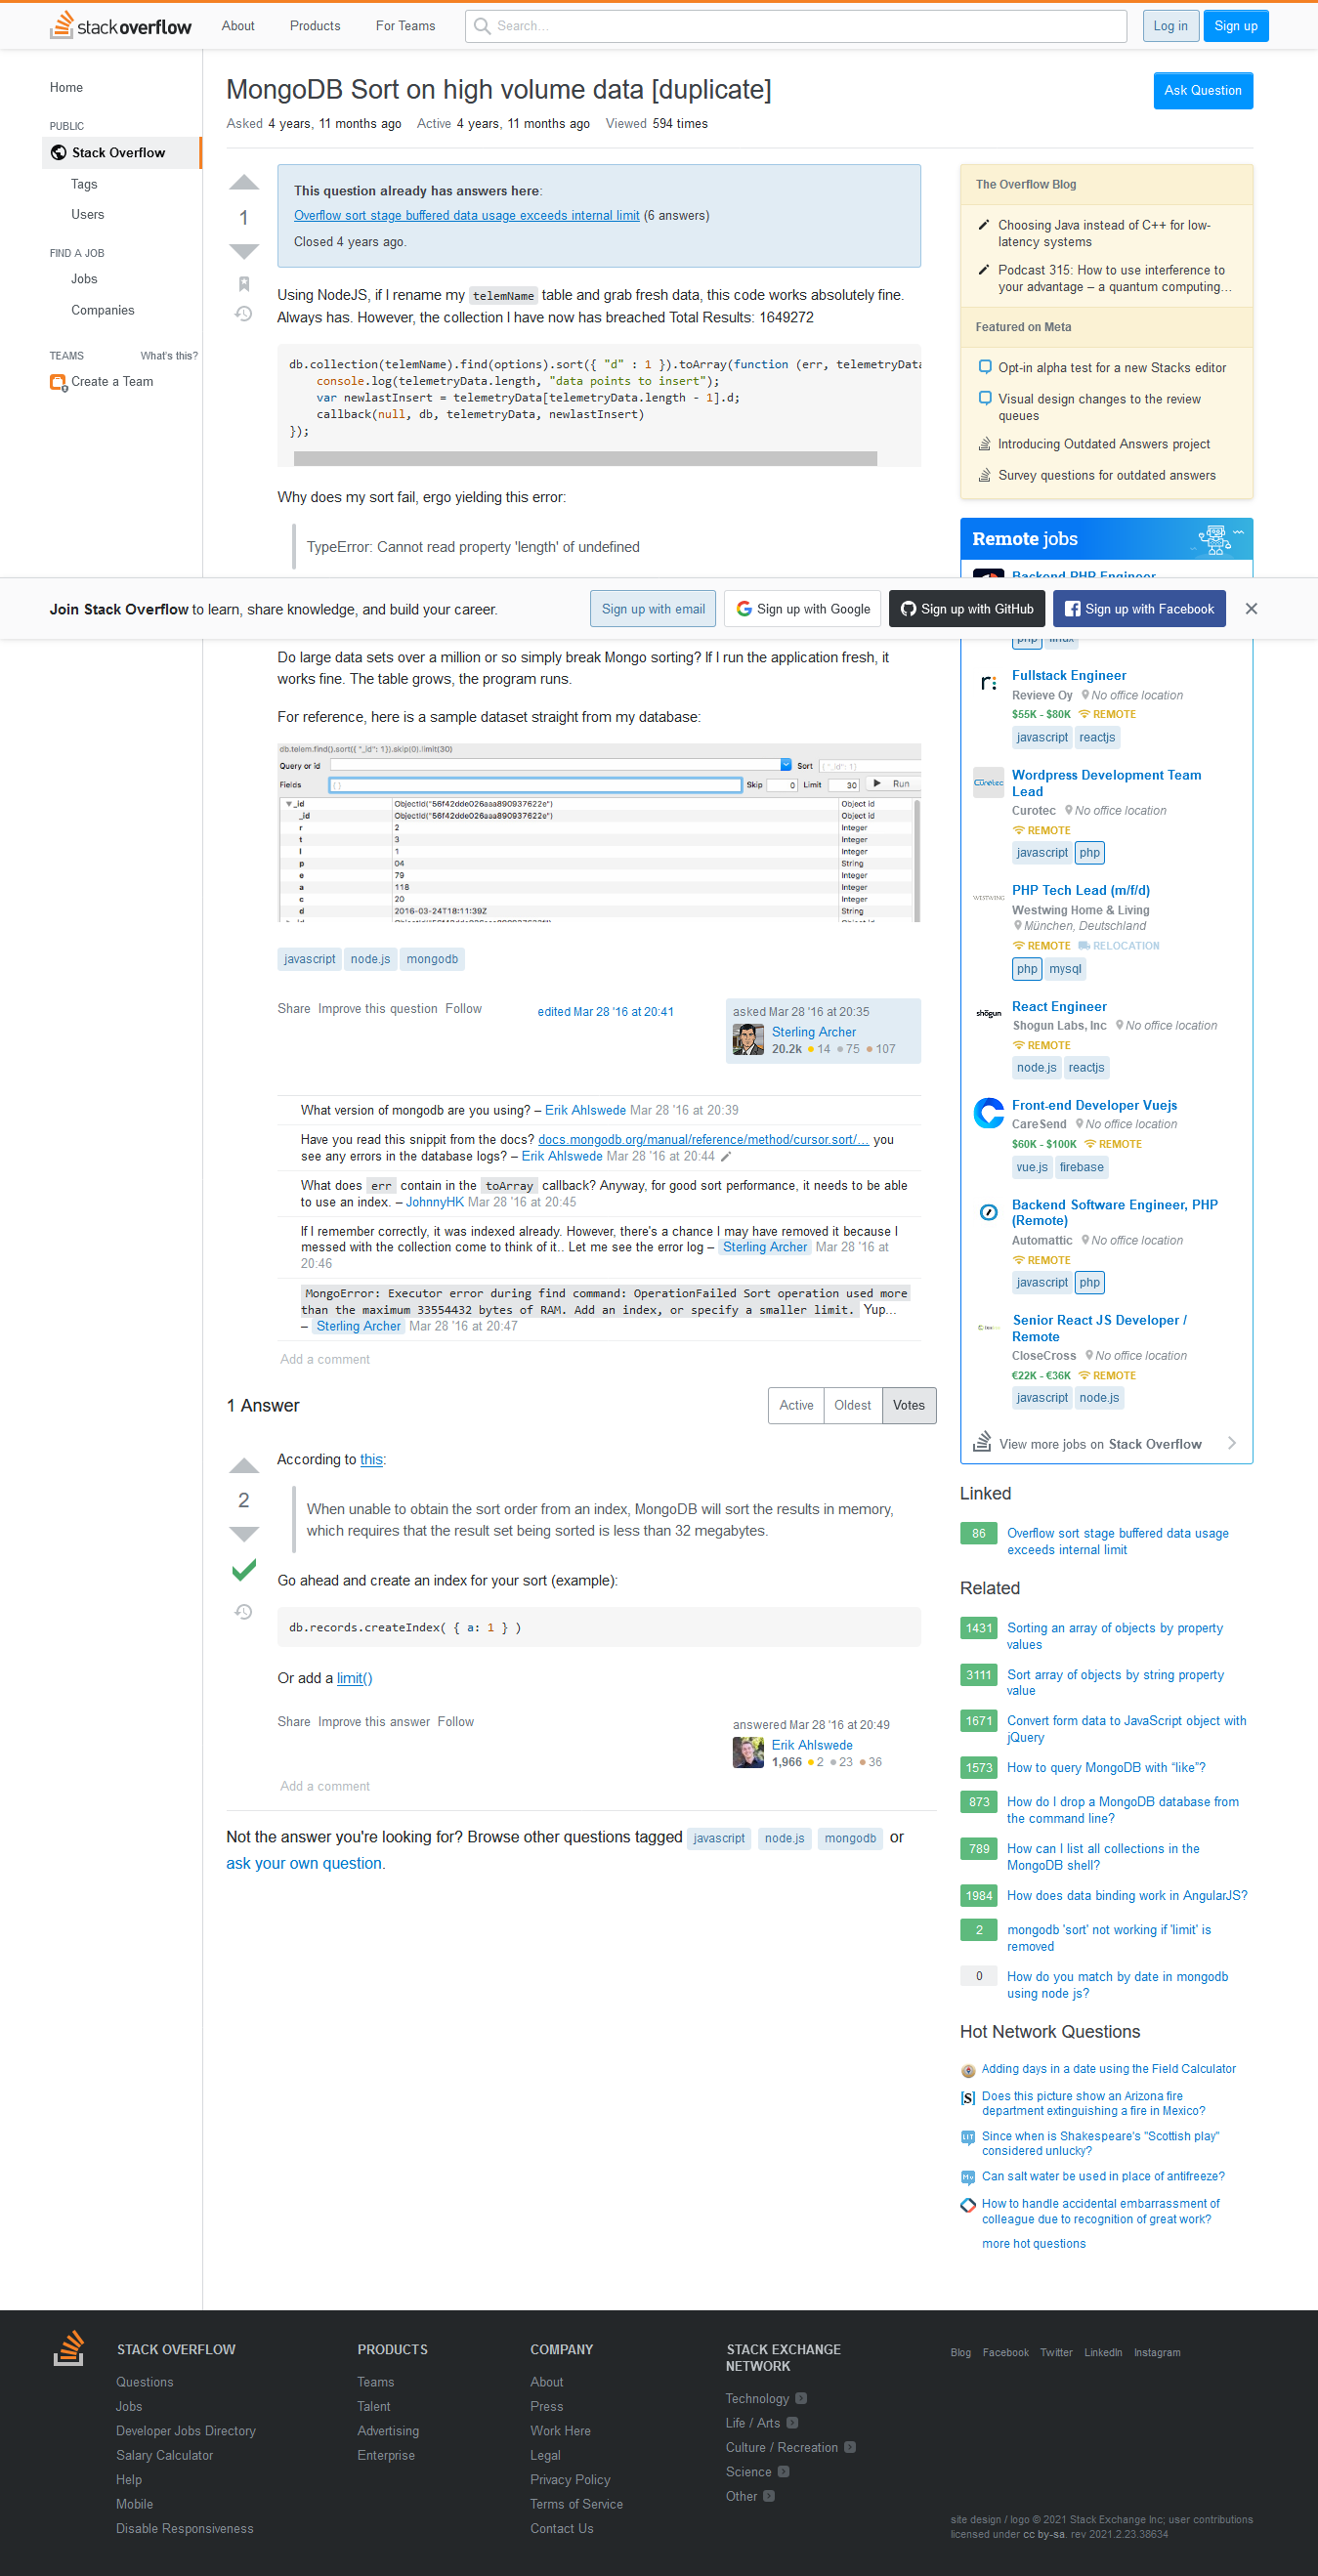 stackoverflow
About
Products
For Teams
Search...
Log in
Sign up
Home
PUBLIC
Stack Overflow
Tags
Users
FIND A JOB
Jobs
Companies
TEAMS
What's this?
Create a Team
MongoDB Sort on high volume data [duplicate]
Ask Question
Asked 4 years, 11 months ago Active 4 years, 11 months ago Viewed 594 times
1
This question already has answers here:
Overflow sort stage buffered data usage exceeds internal limit (6 answers)
Closed 4 years ago.
Using NodeJS, if I rename my telemName table and grab fresh data, this code works absolutely fine.
Always has. However, the collection I have now has breached Total Results: 1649272
db.collection(telemName).find(options).sort({ "d" : 1 }).toArray(function (err, telemetryData
console.log(telemetryData.length, "data points to insert");
var newlastInsert = telemetryData[telemetryData.length - 1].d;
callback(null, db, telemetryData, newlastInsert)
});
Why does my sort fail, ergo yielding this error:
TypeError: Cannot read property 'length' of undefined
Join Stack Overflow to learn, share knowledge, and build your career.
Sign up with email
Sign up with Google
Sign up with GitHub
Sign up with Facebook
Do large data sets over a million or so simply break Mongo sorting? If I run the application fresh, it
works fine. The table grows, the program runs.
For reference, here is a sample dataset straight from my database:
db.telem.find().sort({ "_id": 1}).skip(0).limit(30)
Query or id
Sort { "_id": 1}
Fields { }
Skip 0 Limit 30 Run
_id ObjectId("56f42dde026aaa890937622e") Object id
_id ObjectId("56f42dde026aaa890937622e") Object id
r 2 Integer
t 3 Integer
l 1 Integer
p 04 String
e 79 Integer
a 118 Integer
c 20 Integer
d 2016-03-24T18:11:39Z String
javascript node.js mongodb
Share Improve this question Follow
edited Mar 28 '16 at 20:41
asked Mar 28 '16 at 20:35
Sterling Archer
20.2k 14 75 107
What version of mongodb are you using? – Erik Ahlswede Mar 28 '16 at 20:39
Have you read this snippit from the docs? docs.mongodb.org/manual/reference/method/cursor.sort/… you
see any errors in the database logs? – Erik Ahlswede Mar 28 '16 at 20:44
What does err contain in the toArray callback? Anyway, for good sort performance, it needs to be able
to use an index. – JohnnyHK Mar 28 '16 at 20:45
If I remember correctly, it was indexed already. However, there's a chance I may have removed it because I
messed with the collection come to think of it.. Let me see the error log – Sterling Archer Mar 28 '16 at
20:46
MongoError: Executor error during find command: OperationFailed Sort operation used more
than the maximum 33554432 bytes of RAM. Add an index, or specify a smaller limit. Yup...
– Sterling Archer Mar 28 '16 at 20:47
Add a comment
1 Answer
Active Oldest Votes
2
According to this:
When unable to obtain the sort order from an index, MongoDB will sort the results in memory,
which requires that the result set being sorted is less than 32 megabytes.
Go ahead and create an index for your sort (example):
db.records.createIndex( { a: 1 } )
Or add a limit()
Share Improve this answer Follow
answered Mar 28 '16 at 20:49
Erik Ahlswede
1,966 2 23 36
Add a comment
Not the answer you're looking for? Browse other questions tagged javascript node.js mongodb or
ask your own question.
The Overflow Blog
Choosing Java instead of C++ for low-
latency systems
Podcast 315: How to use interference to
your advantage – a quantum computing…
Featured on Meta
Opt-in alpha test for a new Stacks editor
Visual design changes to the review
queues
Introducing Outdated Answers project
Survey questions for outdated answers
Remote jobs
Backend PHP Engineer
php linux
Fullstack Engineer
Revieve Oy No office location
$55K - $80K REMOTE
javascript reactjs
Curotec
Wordpress Development Team
Lead
Curotec No office location
REMOTE
javascript php
WESTWING
PHP Tech Lead (m/f/d)
Westwing Home & Living
München, Deutschland
REMOTE RELOCATION
php mysql
shogun
React Engineer
Shogun Labs, Inc No office location
REMOTE
node.js reactjs
Front-end Developer Vuejs
CareSend No office location
$60K - $100K REMOTE
vue.js firebase
Backend Software Engineer, PHP
(Remote)
Automattic No office location
REMOTE
javascript php
Senior React JS Developer /
Remote
CloseCross No office location
€22K - €36K REMOTE
javascript node.js
View more jobs on Stack Overflow
Linked
86 Overflow sort stage buffered data usage
exceeds internal limit
Related
1431 Sorting an array of objects by property
values
3111 Sort array of objects by string property
value
1671 Convert form data to JavaScript object with
jQuery
1573 How to query MongoDB with “like”?
873 How do I drop a MongoDB database from
the command line?
789 How can I list all collections in the
MongoDB shell?
1984 How does data binding work in AngularJS?
2 mongodb 'sort' not working if 'limit' is
removed
0 How do you match by date in mongodb
using node js?
Hot Network Questions
Adding days in a date using the Field Calculator
Does this picture show an Arizona fire
department extinguishing a fire in Mexico?
Since when is Shakespeare's "Scottish play"
considered unlucky?
Can salt water be used in place of antifreeze?
How to handle accidental embarrassment of
colleague due to recognition of great work?
more hot questions
STACK OVERFLOW
Questions
Jobs
Developer Jobs Directory
Salary Calculator
Help
Mobile
Disable Responsiveness
PRODUCTS
Teams
Talent
Advertising
Enterprise
COMPANY
About
Press
Work Here
Legal
Privacy Policy
Terms of Service
Contact Us
STACK EXCHANGE
NETWORK
Technology
Life / Arts
Culture / Recreation
Science
Other
Blog Facebook Twitter LinkedIn Instagram
site design / logo © 2021 Stack Exchange Inc; user contributions
licensed under cc by-sa. rev 2021.2.23.38634